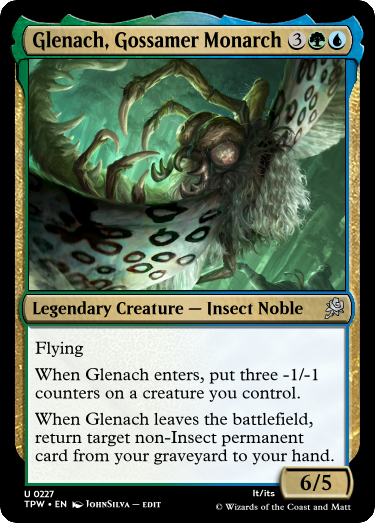 Glenach, Gossamer Monarch 3
Legendary Creature — Insect Noble
Flying
When Glenach enters, put three -1/-1
counters on a creature you control.
When Glenach leaves the battlefield,
return target non-Insect permanent
card from your graveyard to your hand.
6/5
U 0227
It/its
TPW • EN JohnSilva — edit
© Wizards of the Coast and Matt